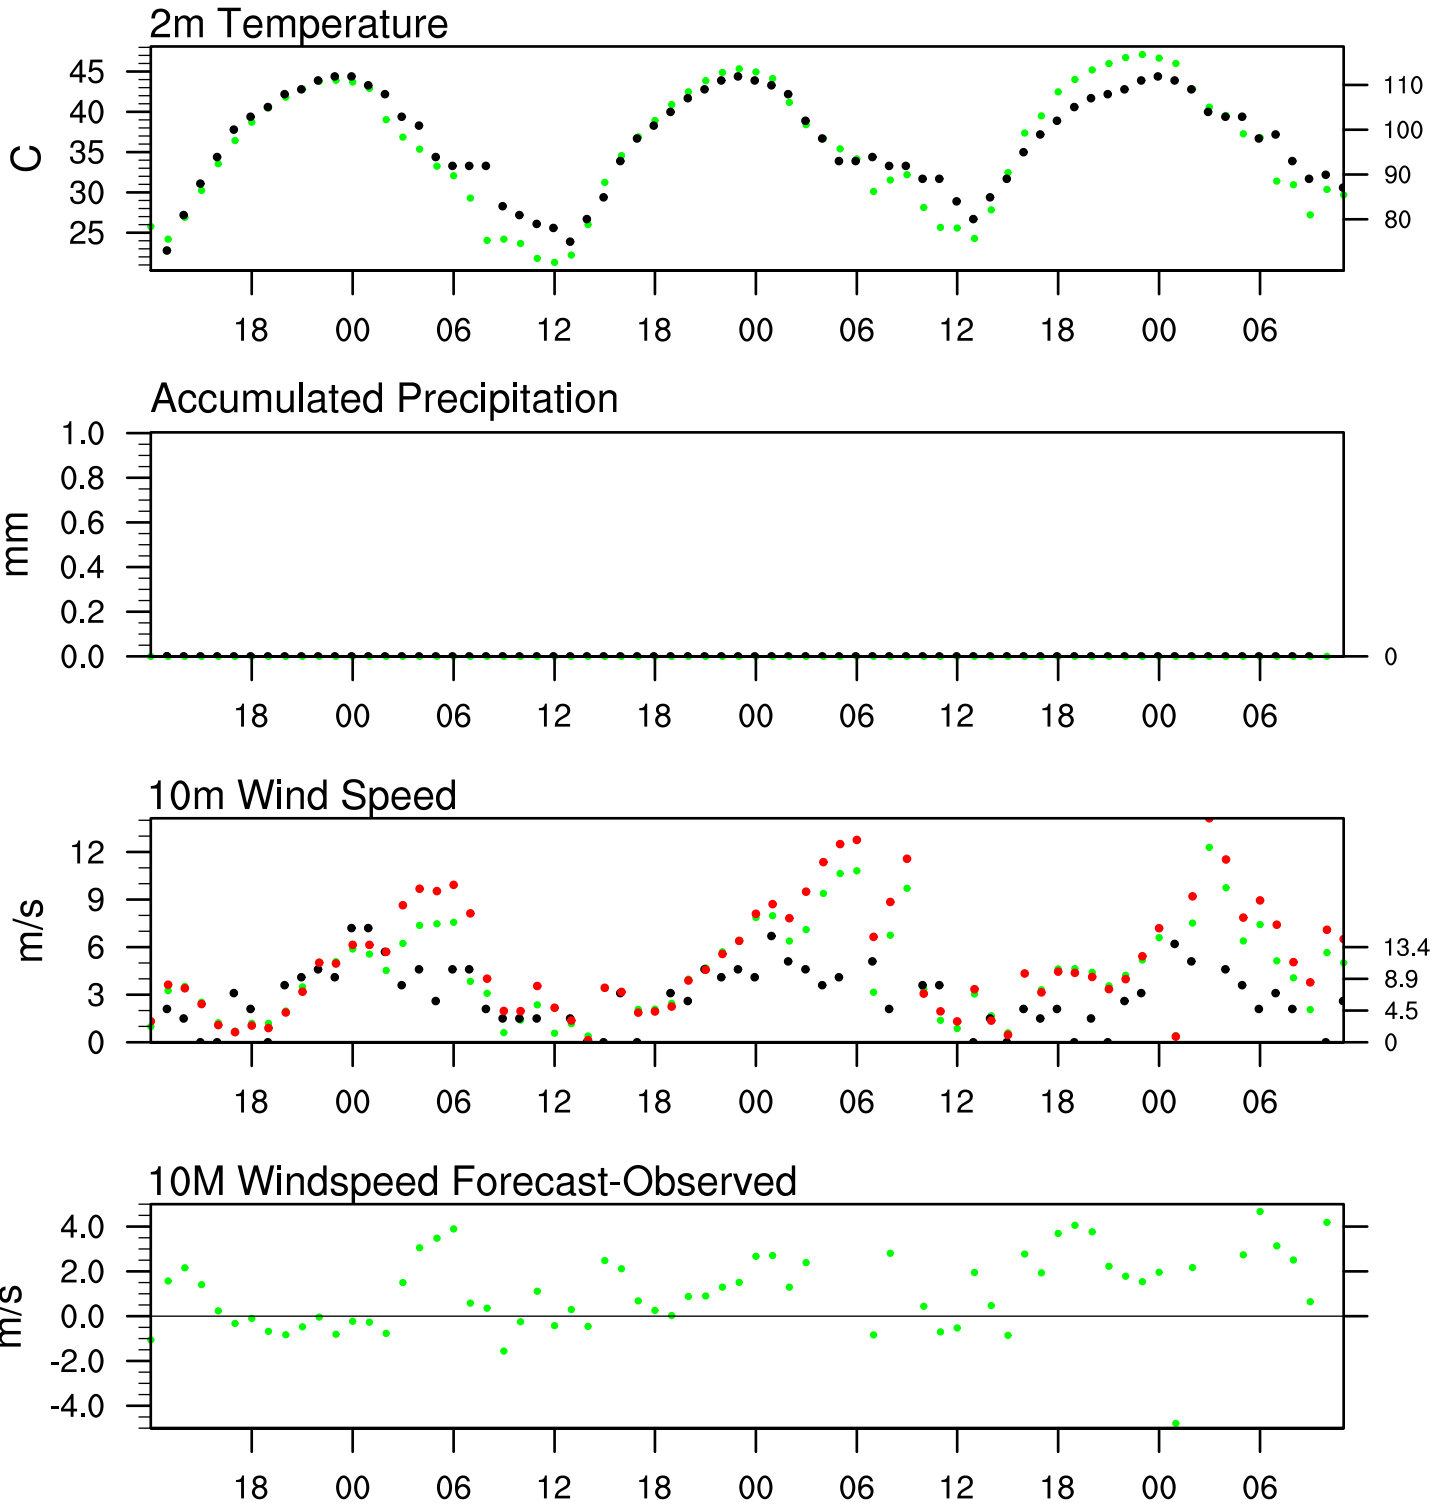 2m Temperature
45
40
35
30
25
C
110
100
90
80
18 00 06 12 18 00 06 12 18 00 06
Accumulated Precipitation
1.0
0.8
0.6
0.4
0.2
0.0
mm
0
18 00 06 12 18 00 06 12 18 00 06
10m Wind Speed
12
9
6
3
0
m/s
13.4
8.9
4.5
0
18 00 06 12 18 00 06 12 18 00 06
10M Windspeed Forecast-Observed
4.0
2.0
0.0
-2.0
-4.0
m/s
18 00 06 12 18 00 06 12 18 00 06